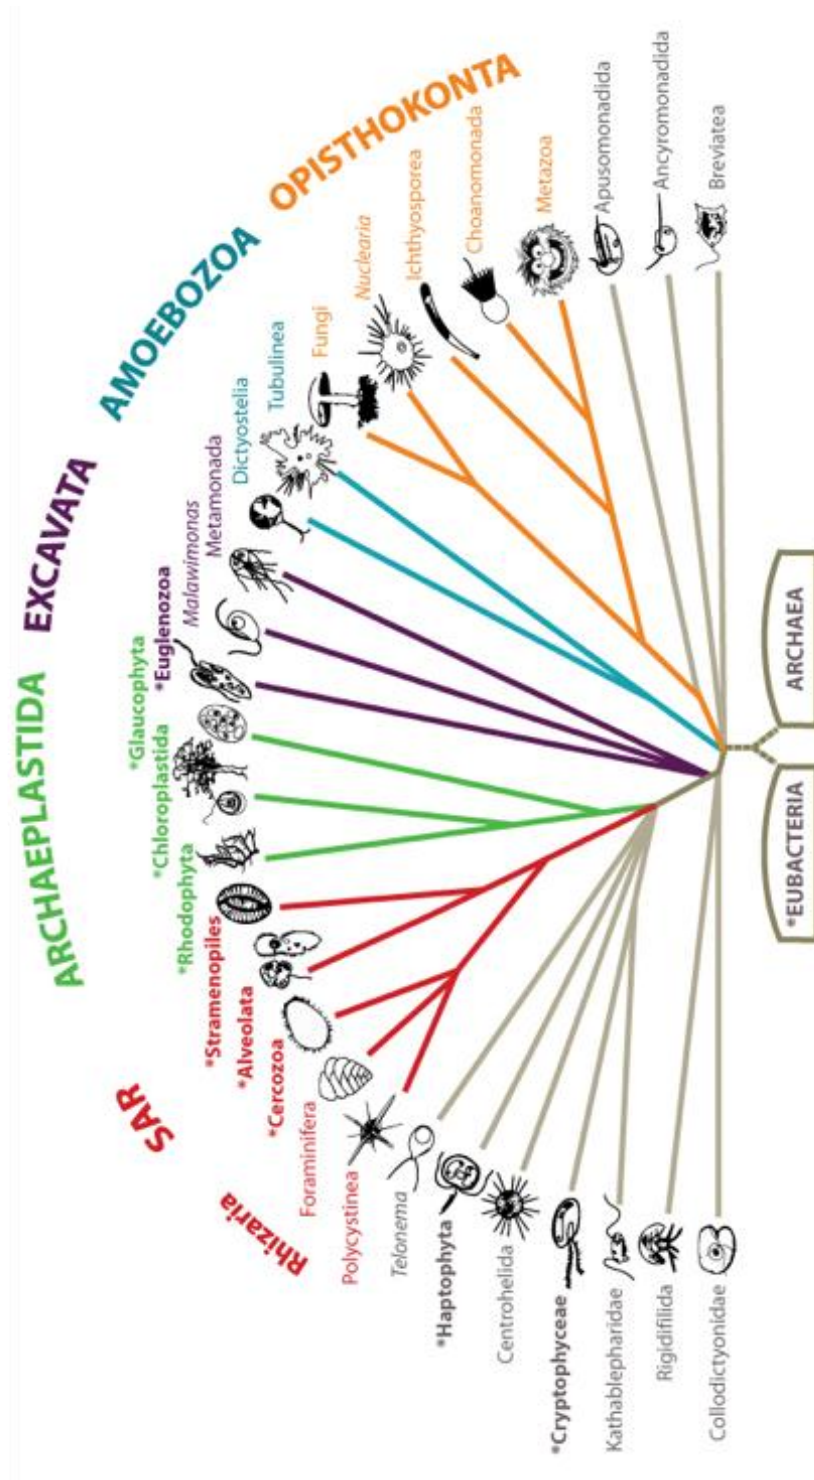 OPISTHOKONTA
AMOEBOZOA
EXCAVATA
ARCHAEPLASTIDA
SAR
Rhizaria
Breviatea
Ancyromonadida
Apusomonadida
Metazoa
Choanomonada
Ichthyosporea
Nuclearia
Fungi
Tubulinea
Dictyostelia
Metamonada
Malawimonas
*Euglenozoa
*Glaucophyta
*Chloroplastida
*Rhodophyta
*Stramenopiles
*Alveolata
*Cercozoa
Foraminifera
Polycystinea
Telonema
*Haptophyta
Centrohelida
*Cryptophyceae
Kathablepharidae
Rigidifilida
Collodictyonidae
ARCHAEA
*EUBACTERIA